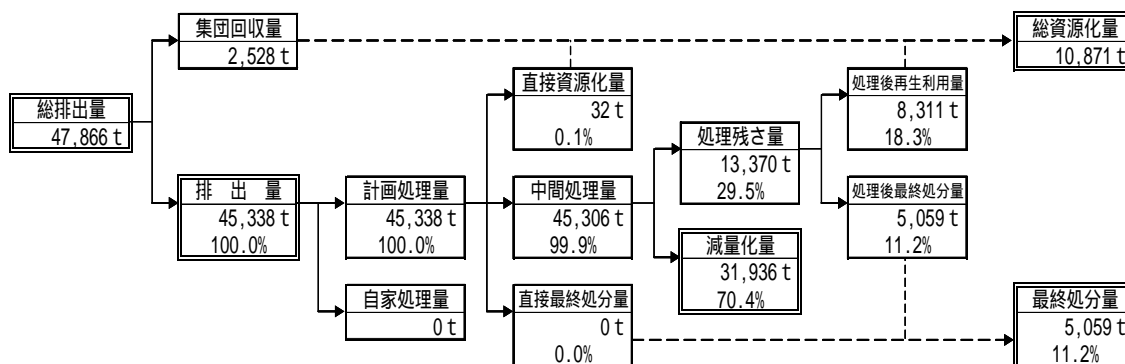 集団回収量
2,528 t
総資源化量
10,871 t
総排出量
47,866 t
直接資源化量
32 t
0.1%
処理後再生利用量
8,311 t
18.3%
処理残さ量
13,370 t
29.5%
排 出 量
45,338 t
100.0%
計画処理量
45,338 t
100.0%
中間処理量
45,306 t
99.9%
処理後最終処分量
5,059 t
11.2%
減量化量
31,936 t
70.4%
自家処理量
0 t
直接最終処分量
0 t
0.0%
最終処分量
5,059 t
11.2%